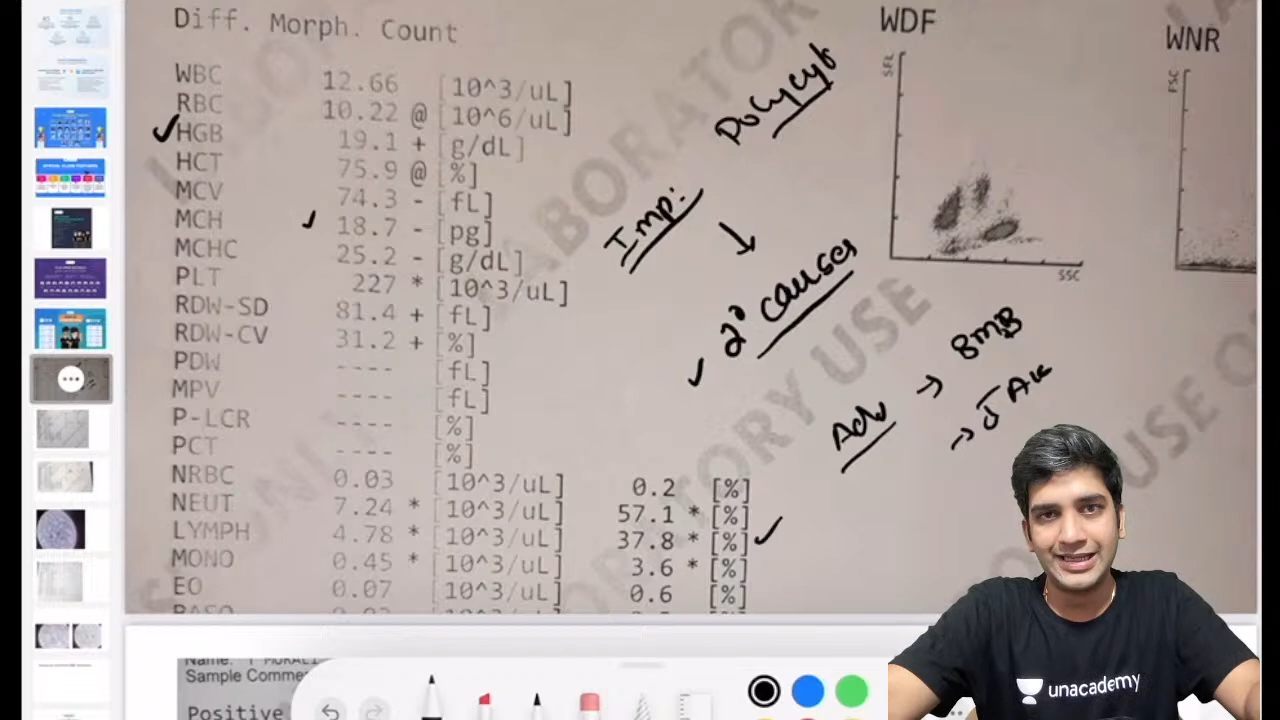 Diff. Morph. Count
WBC 12.66 [10^3/uL]
RBC 10.22 @ [10^6/uL]
HGB 19.1 + [g/dL]
HCT 75.9 @ [%]
MCV 74.3 - [fL]
MCH 18.7 - [pg]
MCHC 25.2 - [g/dL]
PLT 227 * [10^3/uL]
RDW-SD 81.4 + [fL]
RDW-CV 31.2 + [%]
PDW ---- [fL]
MPV ---- [fL]
P-LCR ---- [%]
PCT ---- [%]
NRBC 0.03 [10^3/uL] 0.2 [%]
NEUT 7.24 * [10^3/uL] 57.1 * [%]
LYMPH 4.78 * [10^3/uL] 37.8 * [%]
MONO 0.45 * [10^3/uL] 3.6 * [%]
EO 0.07 [10^3/uL] 0.6 [%]
WDF
SFL
SSC
WNR
FSC
Imp:
2° causes
Adv → BMB
→ JAK
LABORATORY USE
Sample Comme
Positive
unacademy